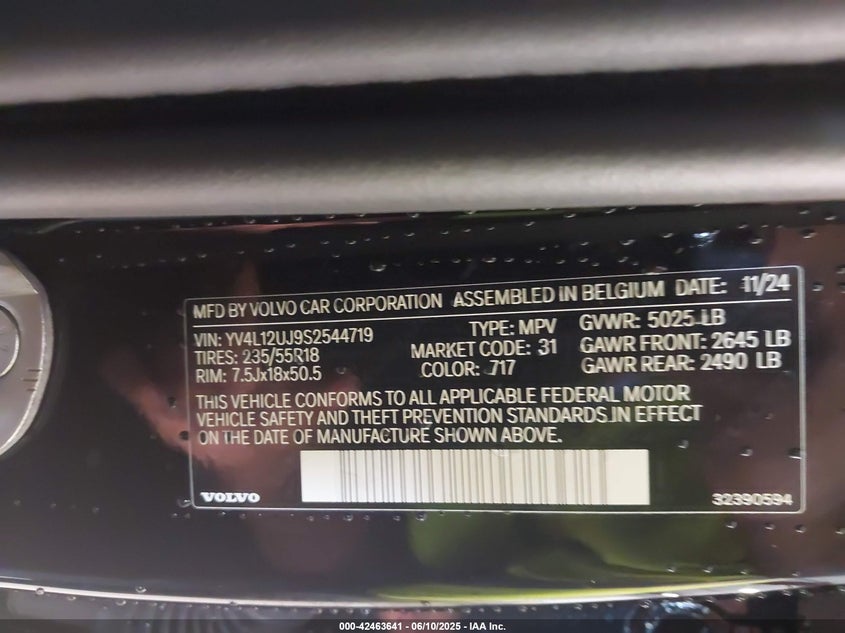 MFD BY VOLVO CAR CORPORATION ASSEMBLED IN BELGIUM DATE: 11/24
VIN: YV4L12UJ9S2544719 TYPE: MPV GVWR: 5025 LB
TIRES: 235/55R18 MARKET CODE: 31 GAWR FRONT: 2645 LB
RIM: 7.5Jx18x50.5 COLOR: 717 GAWR REAR: 2490 LB
THIS VEHICLE CONFORMS TO ALL APPLICABLE FEDERAL MOTOR
VEHICLE SAFETY AND THEFT PREVENTION STANDARDS IN EFFECT
ON THE DATE OF MANUFACTURE SHOWN ABOVE.
VOLVO 32390594
000-42463641 - 06/10/2025 - IAA Inc.